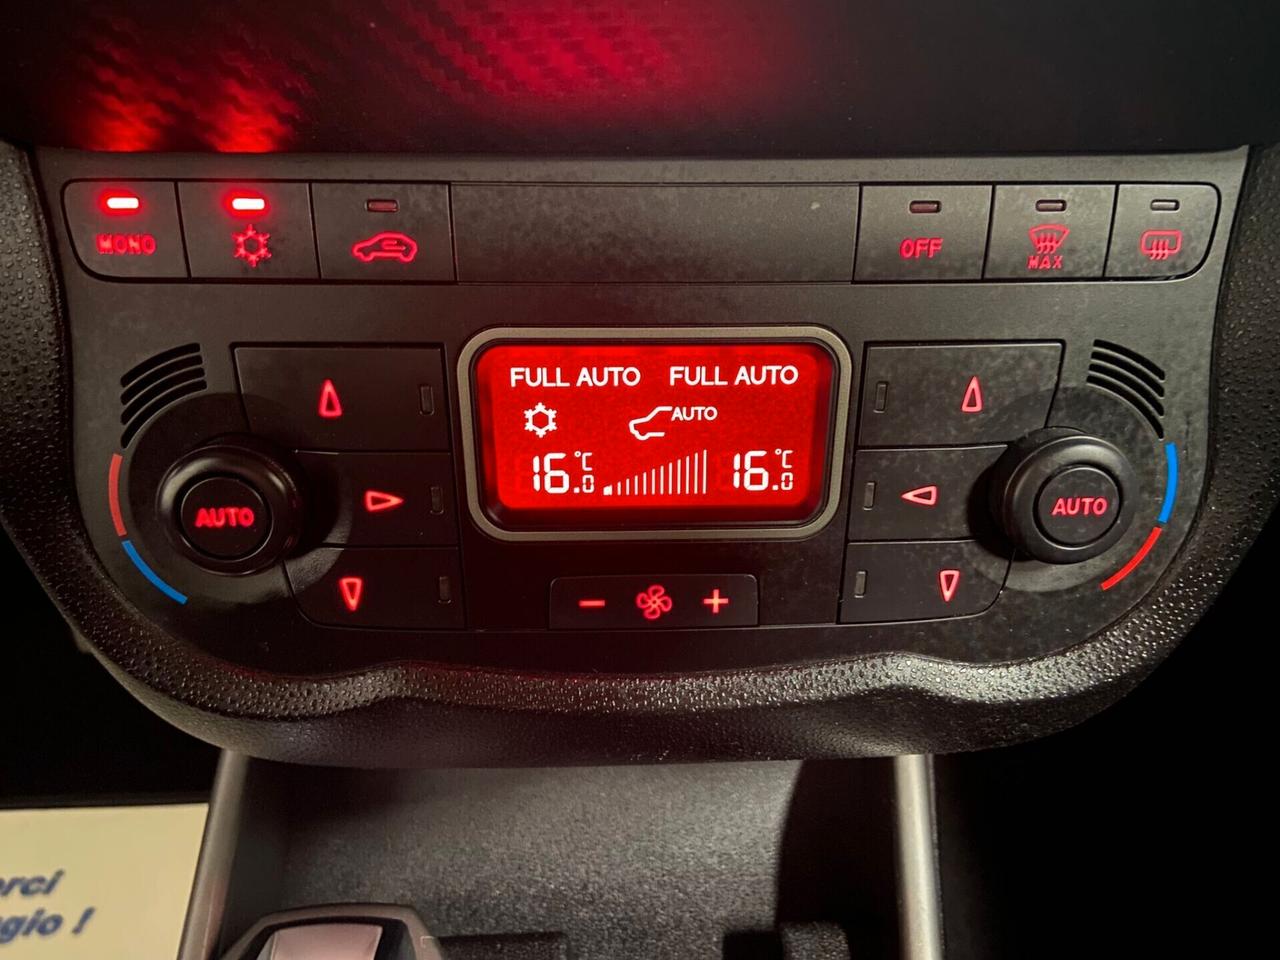 MONO
OFF
MAX
FULL AUTO FULL AUTO
AUTO
16.0 °C 16.0 °C
AUTO
AUTO
- +
!